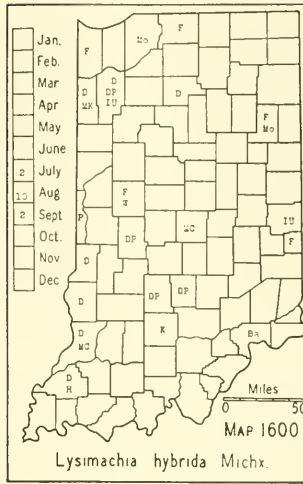 Jan.
Feb.
Mar
Apr
May
June
2 July
10 Aug
2 Sept
Oct.
Nov
Dec
Mo F
F D
D DP D
MK IU
F
Mo
F
N
P MC IU
DP F
D
D DP DP
D K Ba
MC
D
H
Miles
0 50
MAP 1600
Lysimachia hybrida Michx.